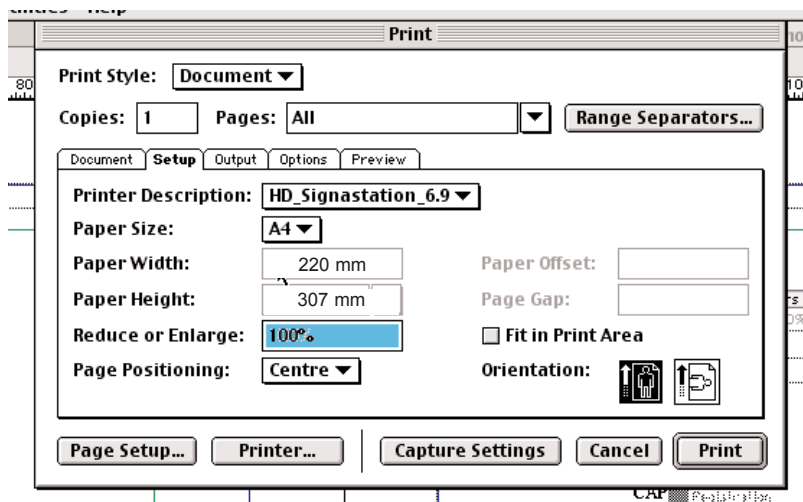 Print
Print Style: Document
Copies: 1 Pages: All Range Separators...
Document Setup Output Options Preview
Printer Description: HD_Signastation_6.9
Paper Size: A4
Paper Width: 220 mm Paper Offset:
Paper Height: 307 mm Page Gap:
Reduce or Enlarge: 100% Fit in Print Area
Page Positioning: Centre Orientation:
Page Setup... Printer... Capture Settings Cancel Print
80
CAP